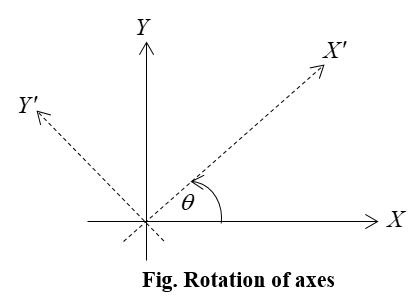 Y
X′
Y′
θ
X
Fig. Rotation of axes